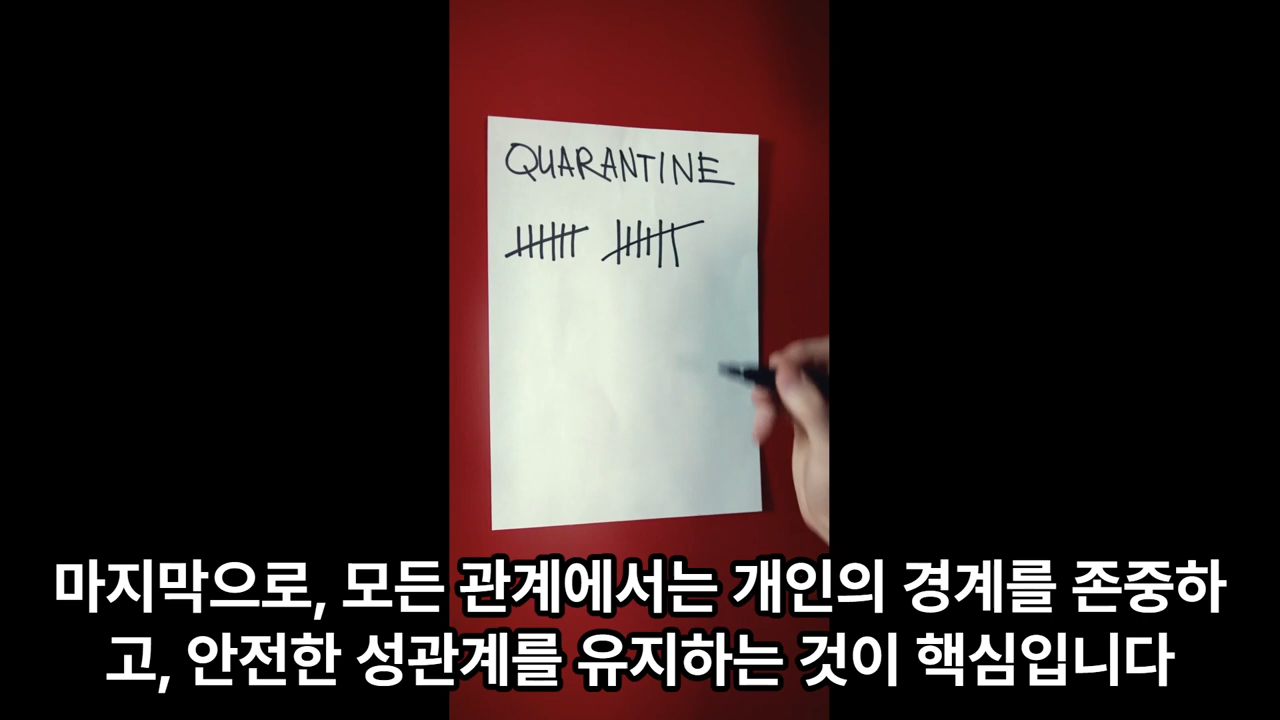 QUARANTINE
마지막으로, 모든 관계에서는 개인의 경계를 존중하
고, 안전한 성관계를 유지하는 것이 핵심입니다